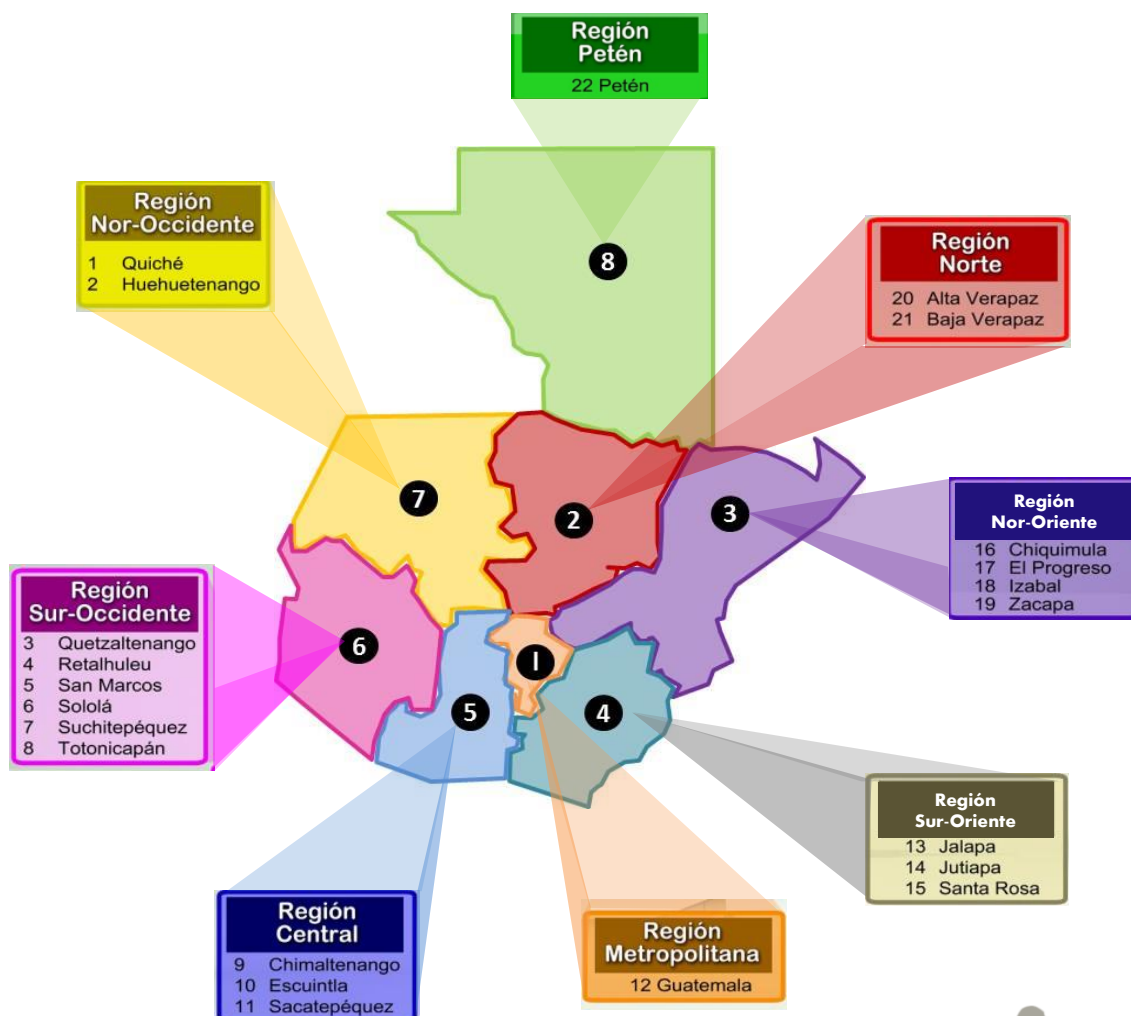 Región
Petén
22 Petén
Región
Nor-Occidente
1 Quiché
2 Huehuetenango
Región
Norte
20 Alta Verapaz
21 Baja Verapaz
8
7
2
3
Región
Nor-Oriente
16 Chiquimula
17 El Progreso
18 Izabal
19 Zacapa
Región
Sur-Occidente
3 Quetzaltenango
4 Retalhuleu
5 San Marcos
6 Sololá
7 Suchitepéquez
8 Totonicapán
6
1
5
4
Región
Sur-Oriente
13 Jalapa
14 Jutiapa
15 Santa Rosa
Región
Central
9 Chimaltenango
10 Escuintla
11 Sacatepéquez
Región
Metropolitana
12 Guatemala